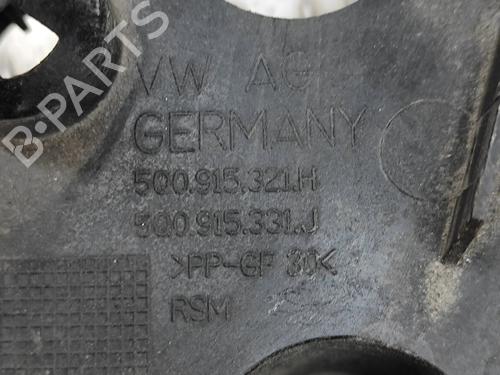 VW AG
GERMANY
5Q0.915.321.H
5Q0.915.331.J
>PP-GF 30<
RSM
B-PARTS